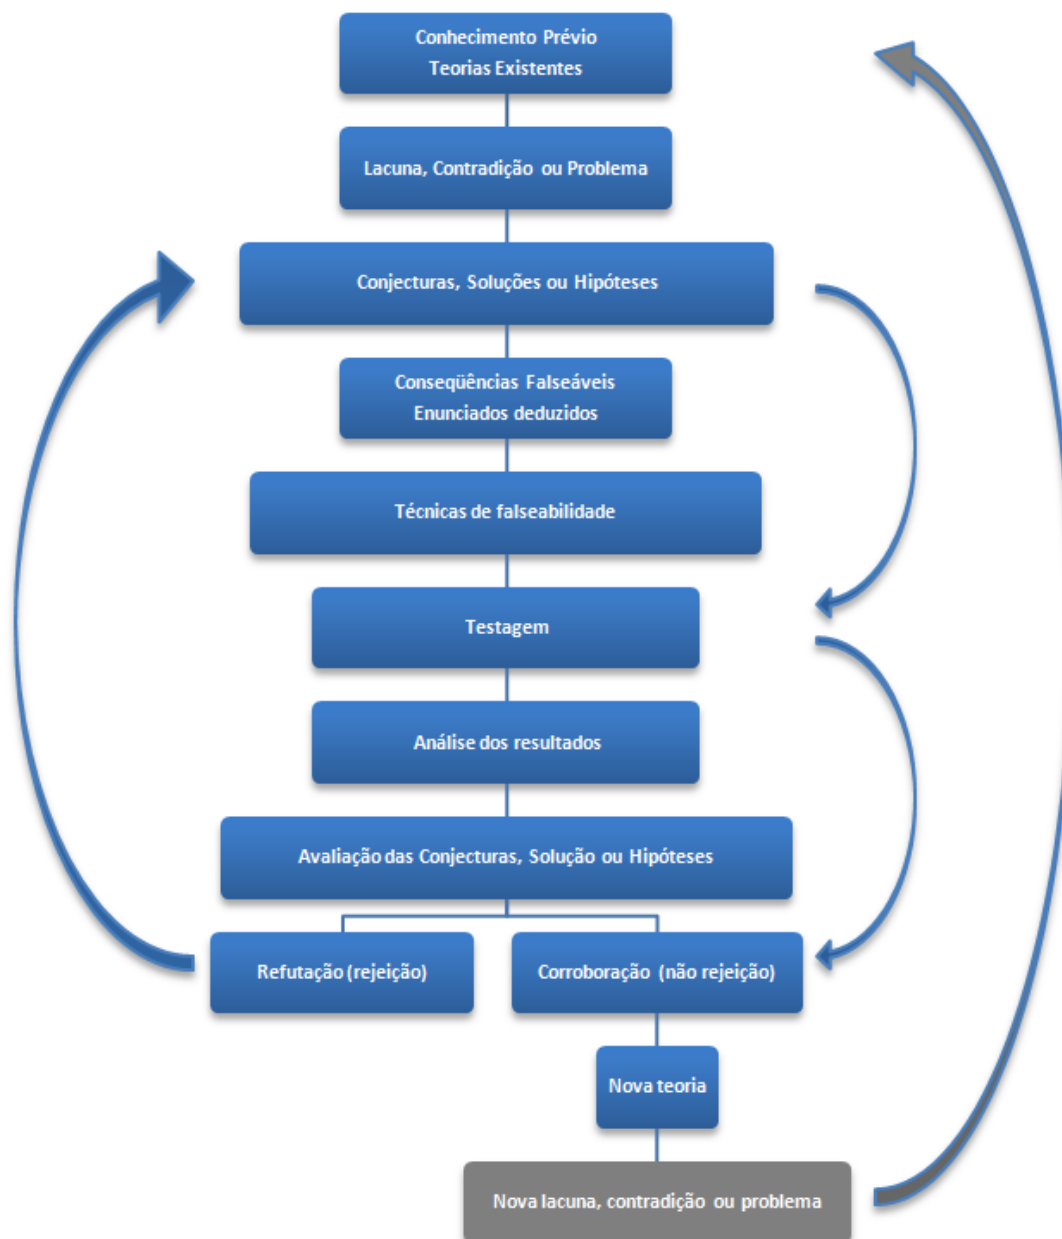 Conhecimento Prévio
Teorias Existentes
Lacuna, Contradição ou Problema
Conjecturas, Soluções ou Hipóteses
Conseqüências Falseáveis
Enunciados deduzidos
Técnicas de falseabilidade
Testagem
Análise dos resultados
Avaliação das Conjecturas, Solução ou Hipóteses
Refutação (rejeição)
Corroboração (não rejeição)
Nova teoria
Nova lacuna, contradição ou problema